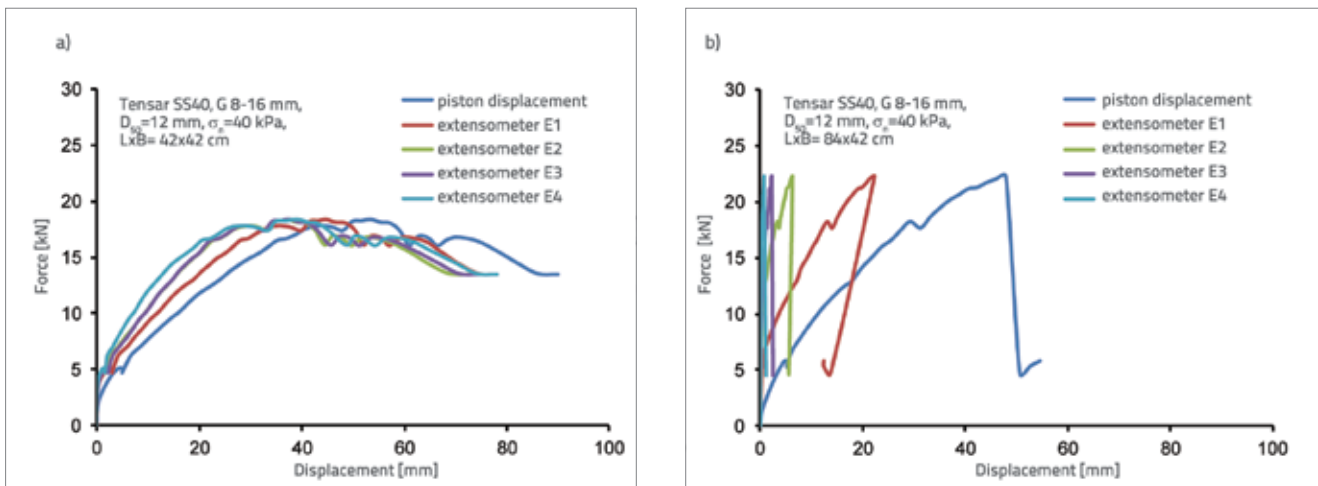 a)
30
25
20
15
10
5
0
Force [kN]
Tensar SS40, G 8-16 mm,
D50=12 mm, σn=40 kPa,
LxB= 42x42 cm
piston displacement
extensometer E1
extensometer E2
extensometer E3
extensometer E4
0 20 40 60 80 100
Displacement [mm]
b)
30
25
20
15
10
5
0
Force [kN]
Tensar SS40, G 8-16 mm,
D50=12 mm, σn=40 kPa,
LxB= 84x42 cm
piston displacement
extensometer E1
extensometer E2
extensometer E3
extensometer E4
0 20 40 60 80 100
Displacement [mm]